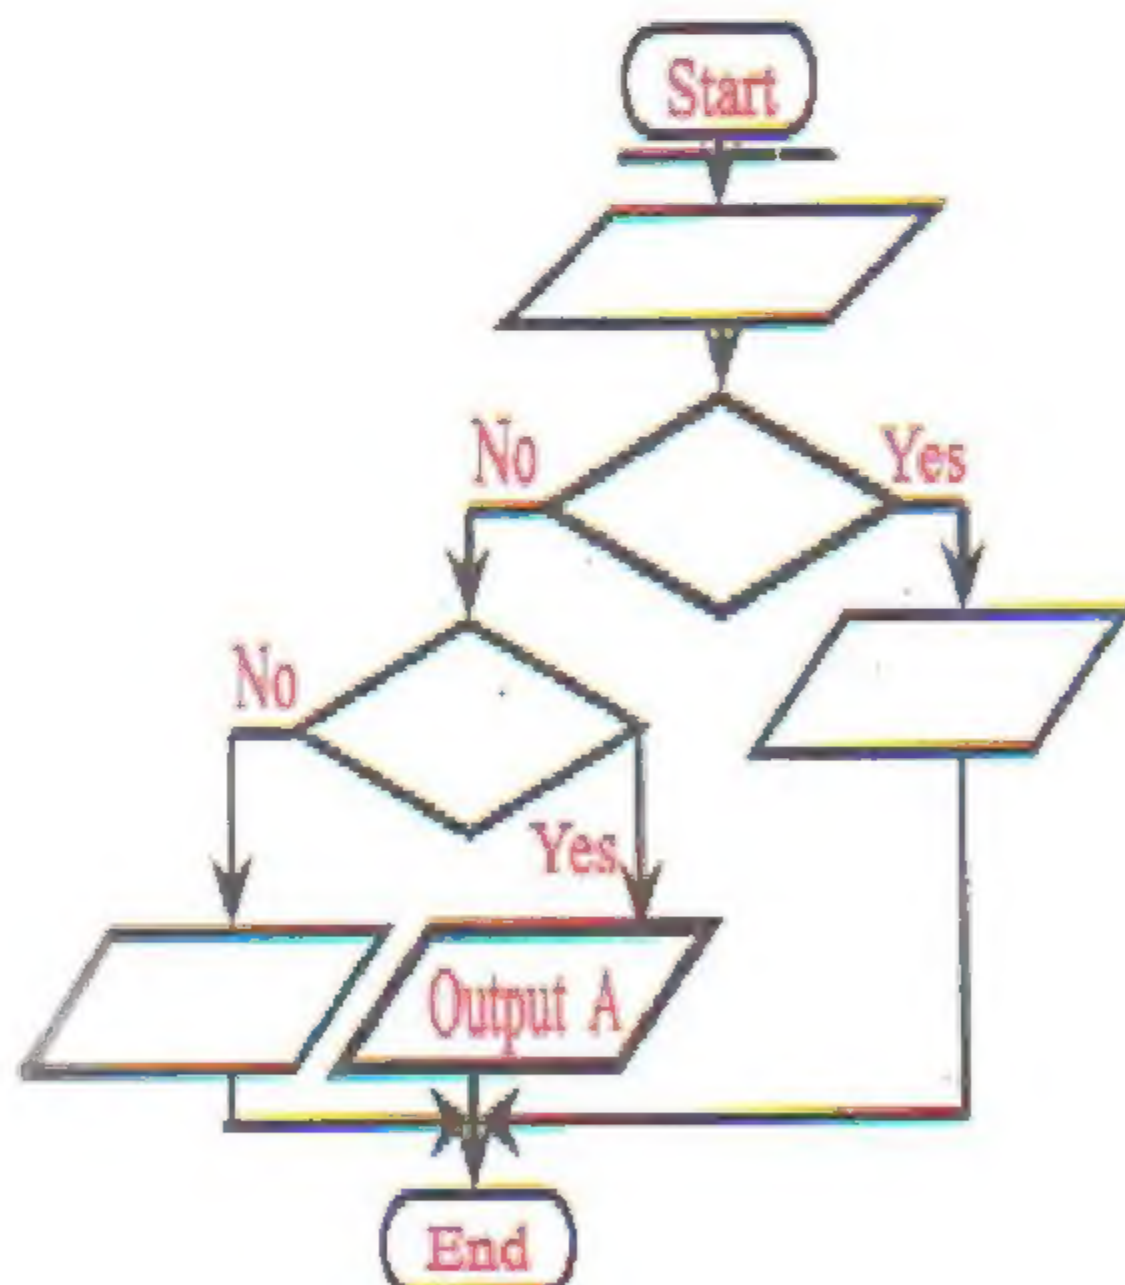 Start
No
Yes
No
Yes
Output A
End